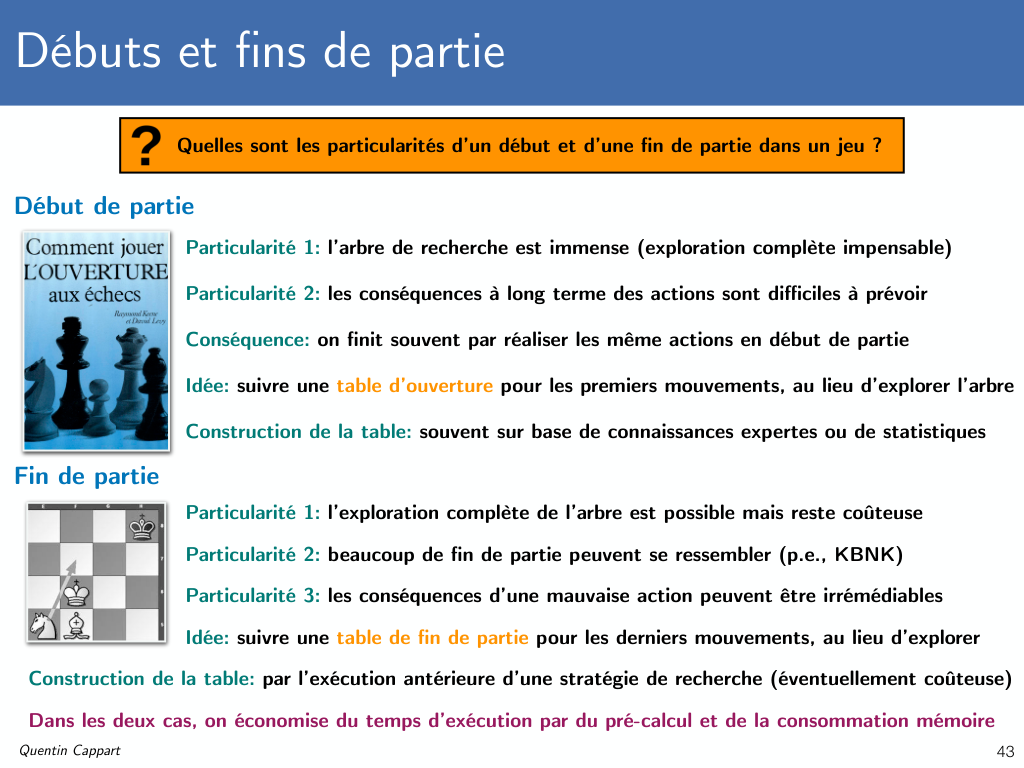 Débuts et fins de partie
? Quelles sont les particularités d'un début et d'une fin de partie dans un jeu ?
Début de partie
Comment jouer
L'OUVERTURE
aux échecs
Raymond Keene
et David Levy
Particularité 1: l'arbre de recherche est immense (exploration complète impensable)
Particularité 2: les conséquences à long terme des actions sont difficiles à prévoir
Conséquence: on finit souvent par réaliser les même actions en début de partie
Idée: suivre une table d'ouverture pour les premiers mouvements, au lieu d'explorer l'arbre
Construction de la table: souvent sur base de connaissances expertes ou de statistiques
Fin de partie
Particularité 1: l'exploration complète de l'arbre est possible mais reste coûteuse
Particularité 2: beaucoup de fin de partie peuvent se ressembler (p.e., KBNK)
Particularité 3: les conséquences d'une mauvaise action peuvent être irrémédiables
Idée: suivre une table de fin de partie pour les derniers mouvements, au lieu d'explorer
Construction de la table: par l'exécution antérieure d'une stratégie de recherche (éventuellement coûteuse)
Dans les deux cas, on économise du temps d'exécution par du pré-calcul et de la consommation mémoire
Quentin Cappart
43